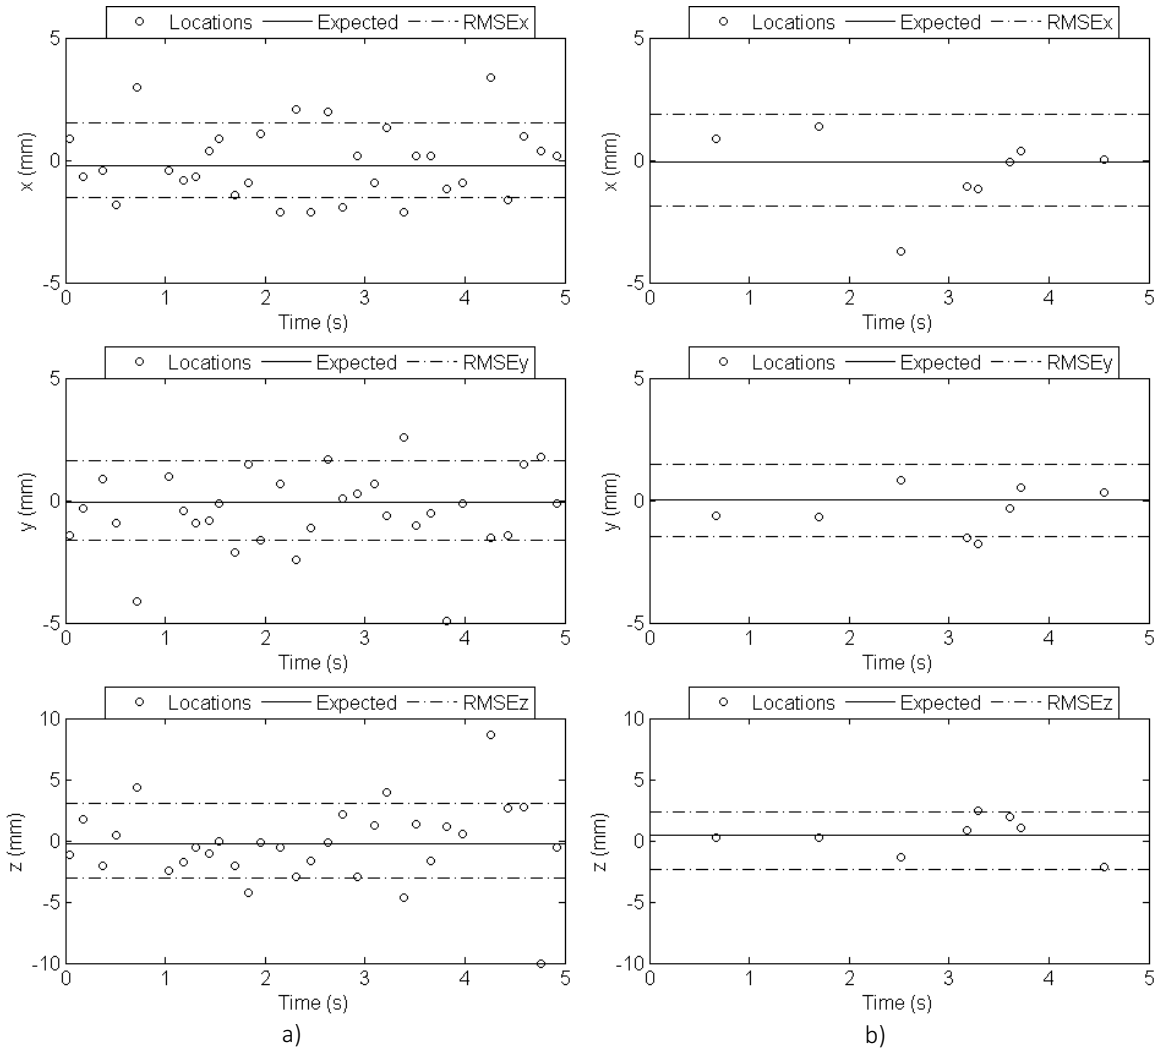 Locations Expected RMSEx
5
0
-5
x (mm)
0 1 2 3 4 5
Time (s)
Locations Expected RMSEx
5
0
-5
x (mm)
0 1 2 3 4 5
Time (s)
Locations Expected RMSEy
5
0
-5
y (mm)
0 1 2 3 4 5
Time (s)
Locations Expected RMSEy
5
0
-5
y (mm)
0 1 2 3 4 5
Time (s)
Locations Expected RMSEz
10
5
0
-5
-10
z (mm)
0 1 2 3 4 5
Time (s)
Locations Expected RMSEz
10
5
0
-5
-10
z (mm)
0 1 2 3 4 5
Time (s)
a)
b)